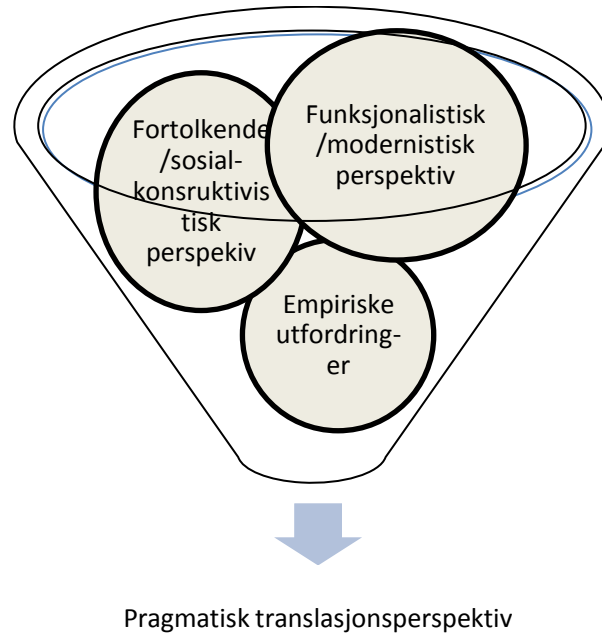 Fortolkende
/sosial-
konsruktivis
tisk
perspekiv
Funksjonalistisk
/modernistisk
perspektiv
Empiriske
utfordring-
er
Pragmatisk translasjonsperspektiv